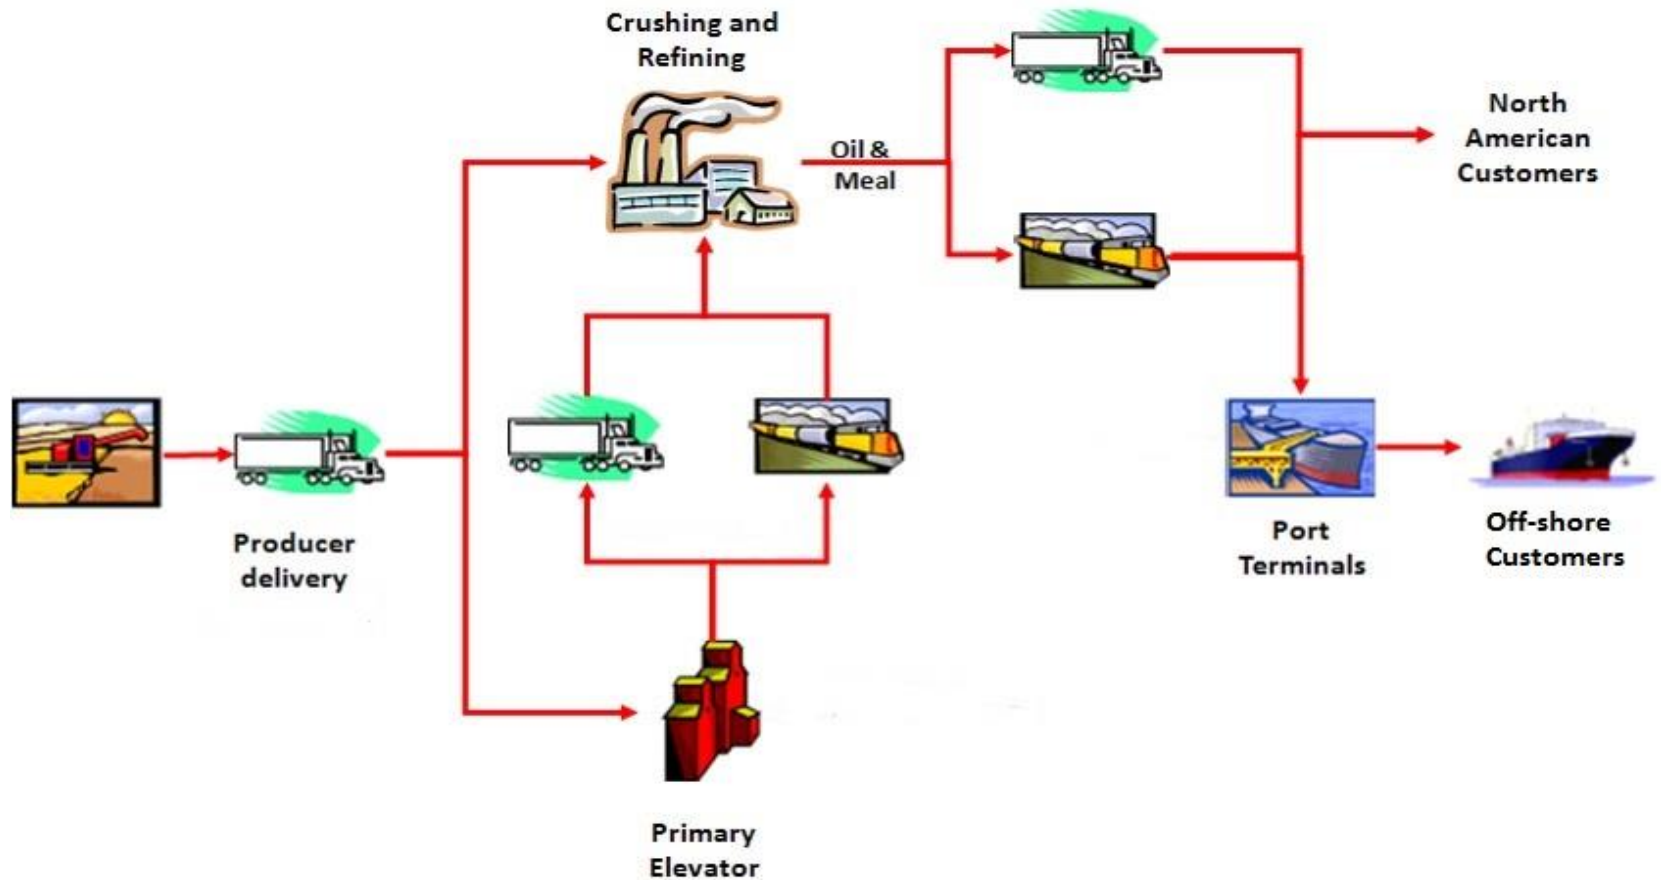 Crushing and
Refining
Oil &
Meal
North
American
Customers
Producer
delivery
Port
Terminals
Off-shore
Customers
Primary
Elevator